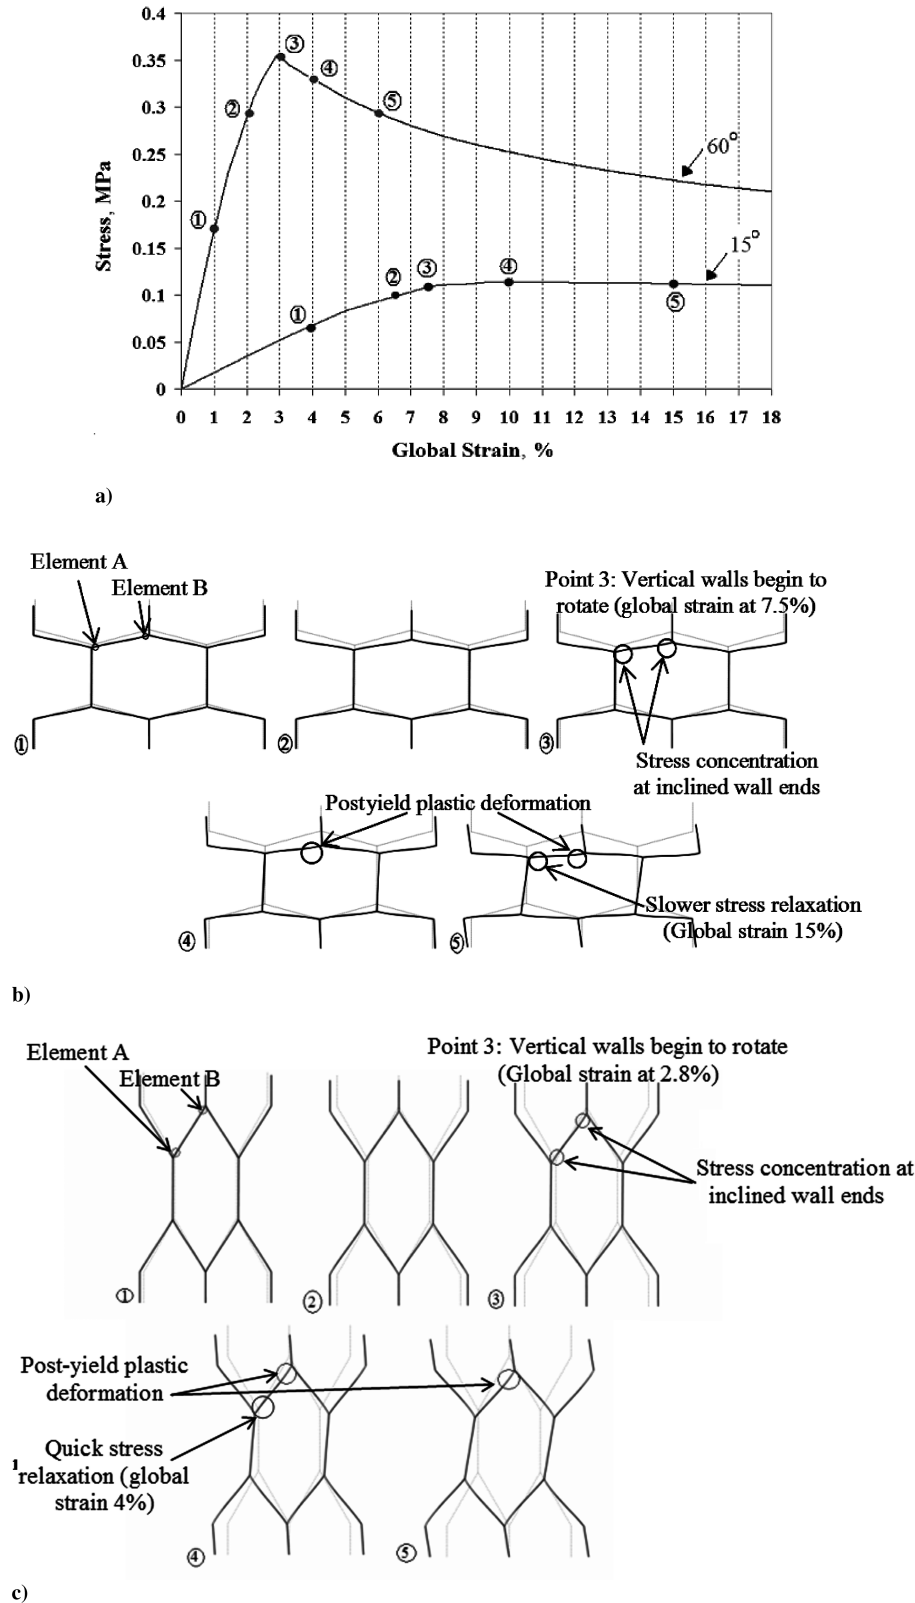 0.4
0.35
0.3
0.25
0.2
0.15
0.1
0.05
0
Stress, MPa
③
④
②
⑤
①
60°
15°
①
②
③
④
⑤
0 1 2 3 4 5 6 7 8 9 10 11 12 13 14 15 16 17 18
Global Strain, %
a)
Element A
Element B
Point 3: Vertical walls begin to
rotate (global strain at 7.5%)
① ② ③
Stress concentration
at inclined wall ends
Postyield plastic deformation
Slower stress relaxation
(Global strain 15%)
④ ⑤
b)
Element A
Element B
Point 3: Vertical walls begin to rotate
(Global strain at 2.8%)
Stress concentration at
inclined wall ends
① ② ③
Post-yield plastic
deformation
Quick stress
1relaxation (global
strain 4%)
④ ⑤
c)